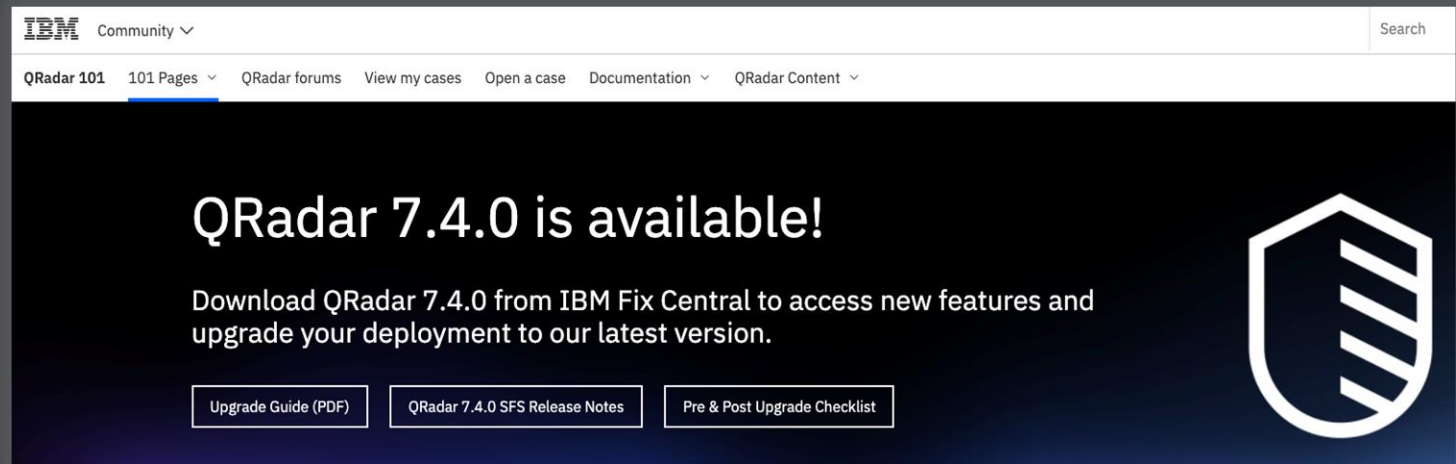 IBM Community
Search
QRadar 101 101 Pages QRadar forums View my cases Open a case Documentation QRadar Content
QRadar 7.4.0 is available!
Download QRadar 7.4.0 from IBM Fix Central to access new features and
upgrade your deployment to our latest version.
Upgrade Guide (PDF) QRadar 7.4.0 SFS Release Notes Pre & Post Upgrade Checklist